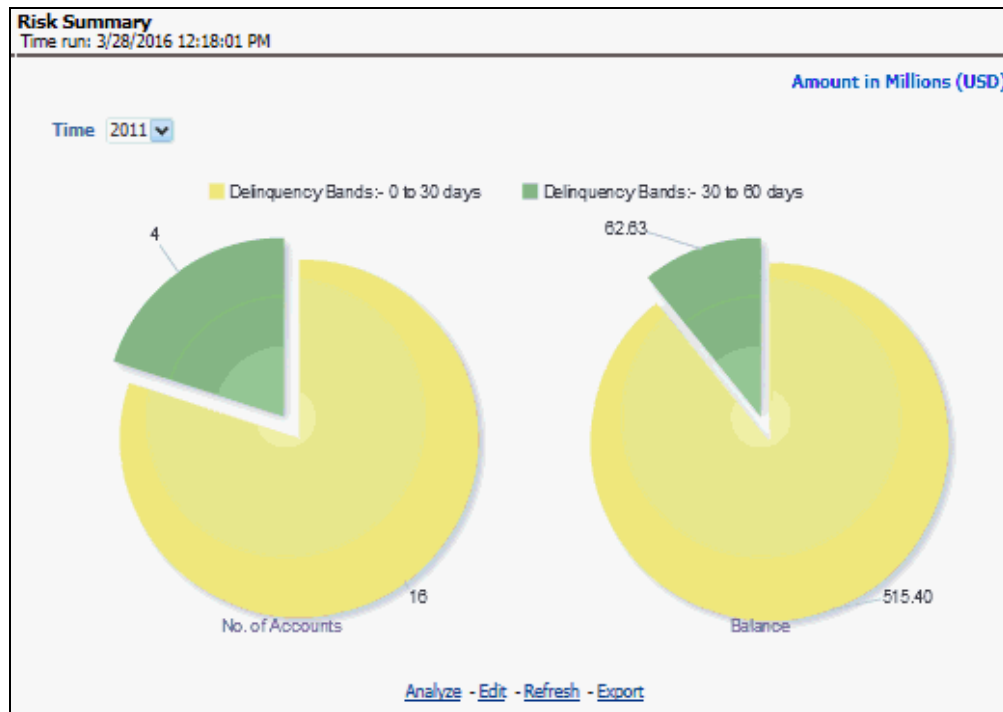 Risk Summary
Time run: 3/28/2016 12:18:01 PM
Amount in Millions (USD)
Time 2011
Delinquency Bands:- 0 to 30 days
Delinquency Bands:- 30 to 60 days
4
62.63
16
515.40
No. of Accounts
Balance
Analyze - Edit - Refresh - Export